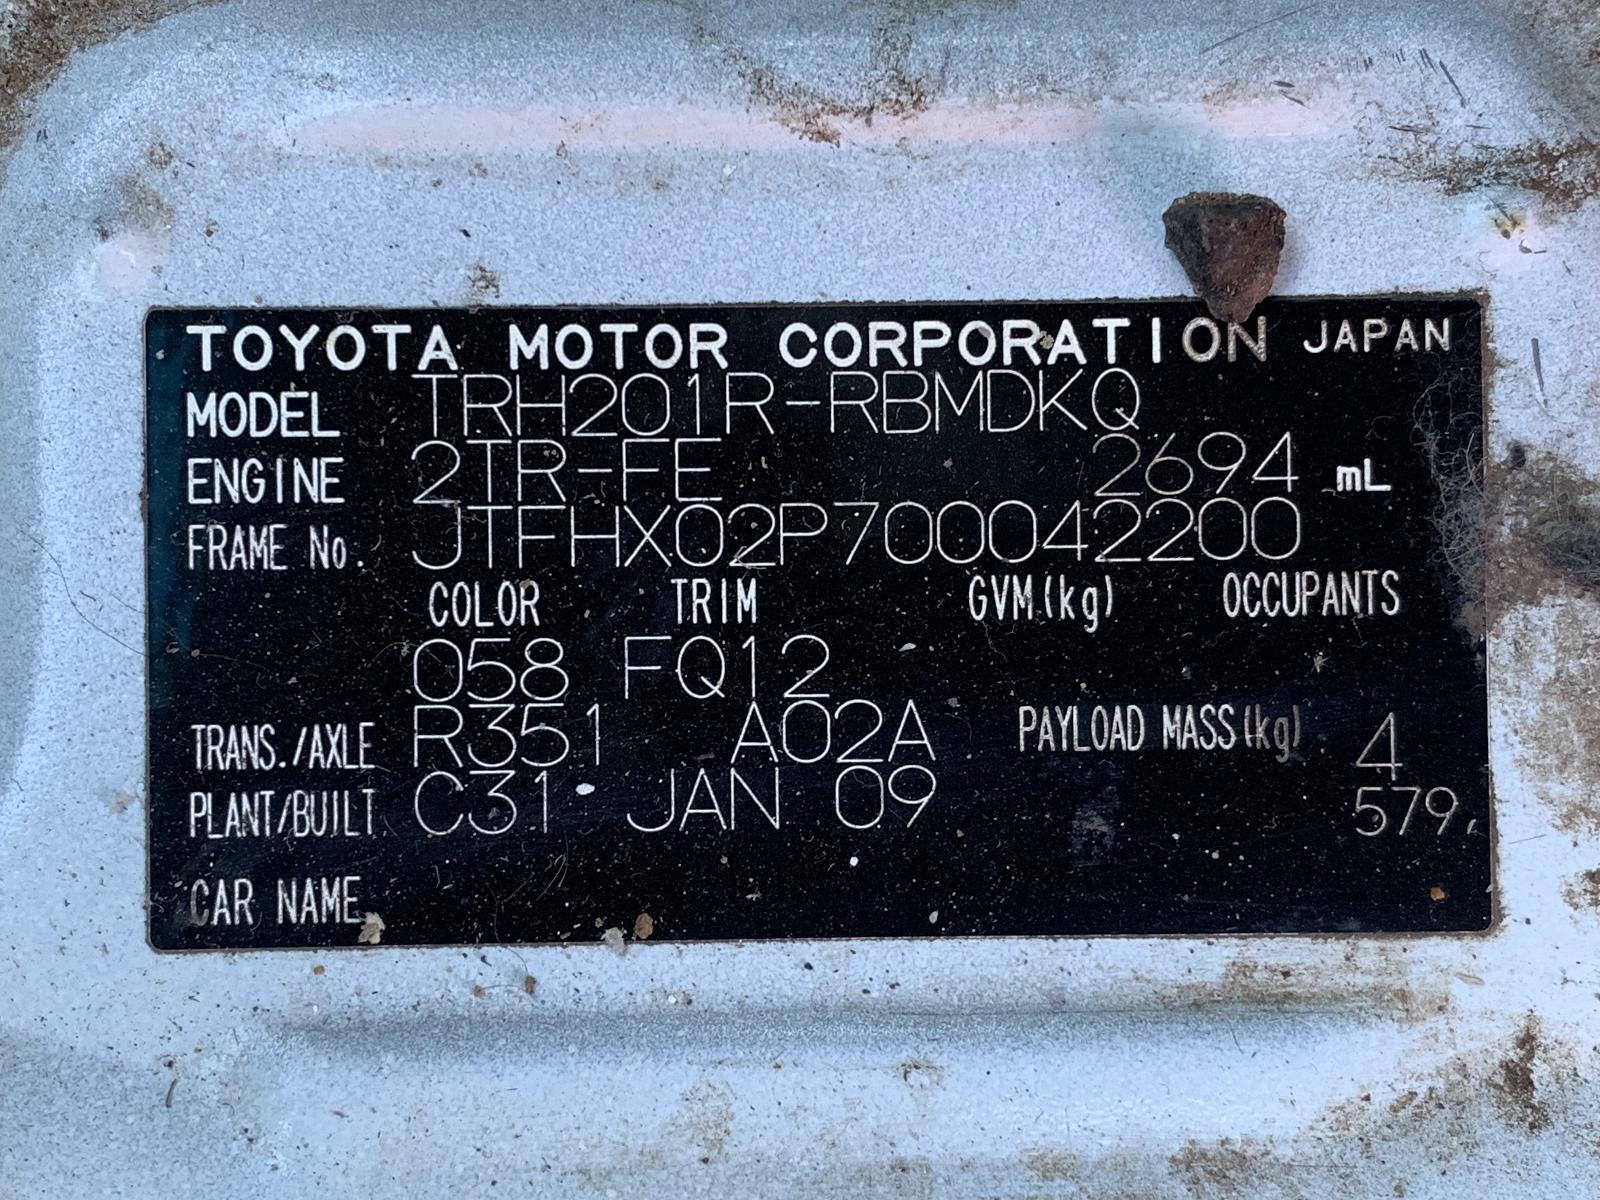 TOYOTA MOTOR CORPORATION JAPAN
MODEL TRH201R-RBMDKQ
ENGINE 2TR-FE 2694 mL
FRAME No. JTFHX02P700042200
COLOR TRIM GVM(kg) OCCUPANTS
058 FQ12
TRANS./AXLE R351 A02A PAYLOAD MASS(kg) 4
PLANT/BUILT C31 JAN 09 579
CAR NAME